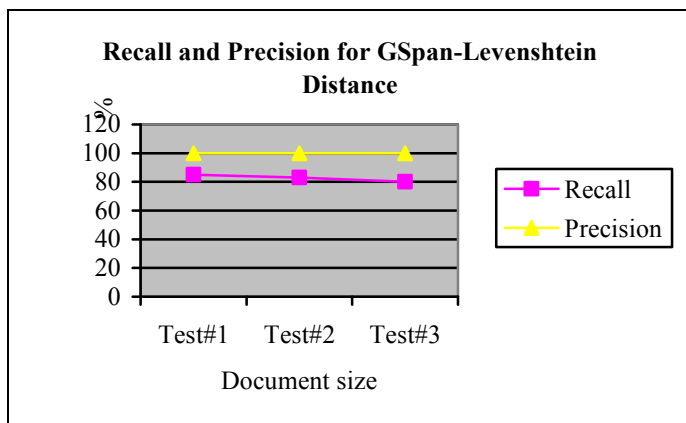 Recall and Precision for GSpan-Levenshtein
Distance
%
120
100
80
60
40
20
0
Test#1 Test#2 Test#3
Document size
Recall
Precision